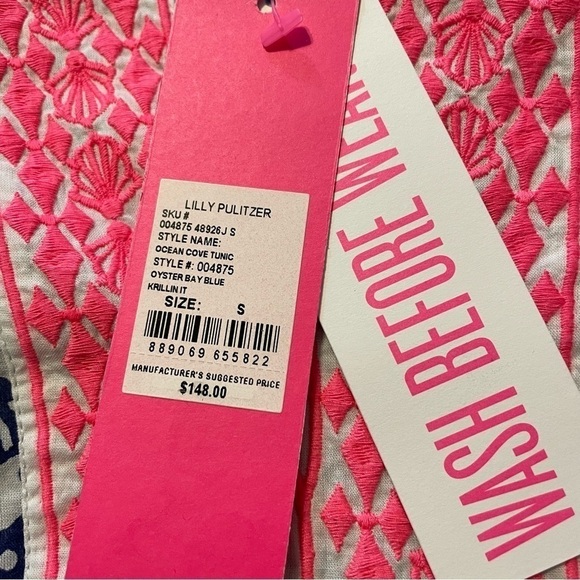 LILLY PULITZER
SKU #
004875 48926J S
STYLE NAME:
OCEAN COVE TUNIC
STYLE #: 004875
OYSTER BAY BLUE
KRILLIN IT
SIZE: S
889069 655822
MANUFACTURER'S SUGGESTED PRICE
$148.00
WASH BEFORE WEAR